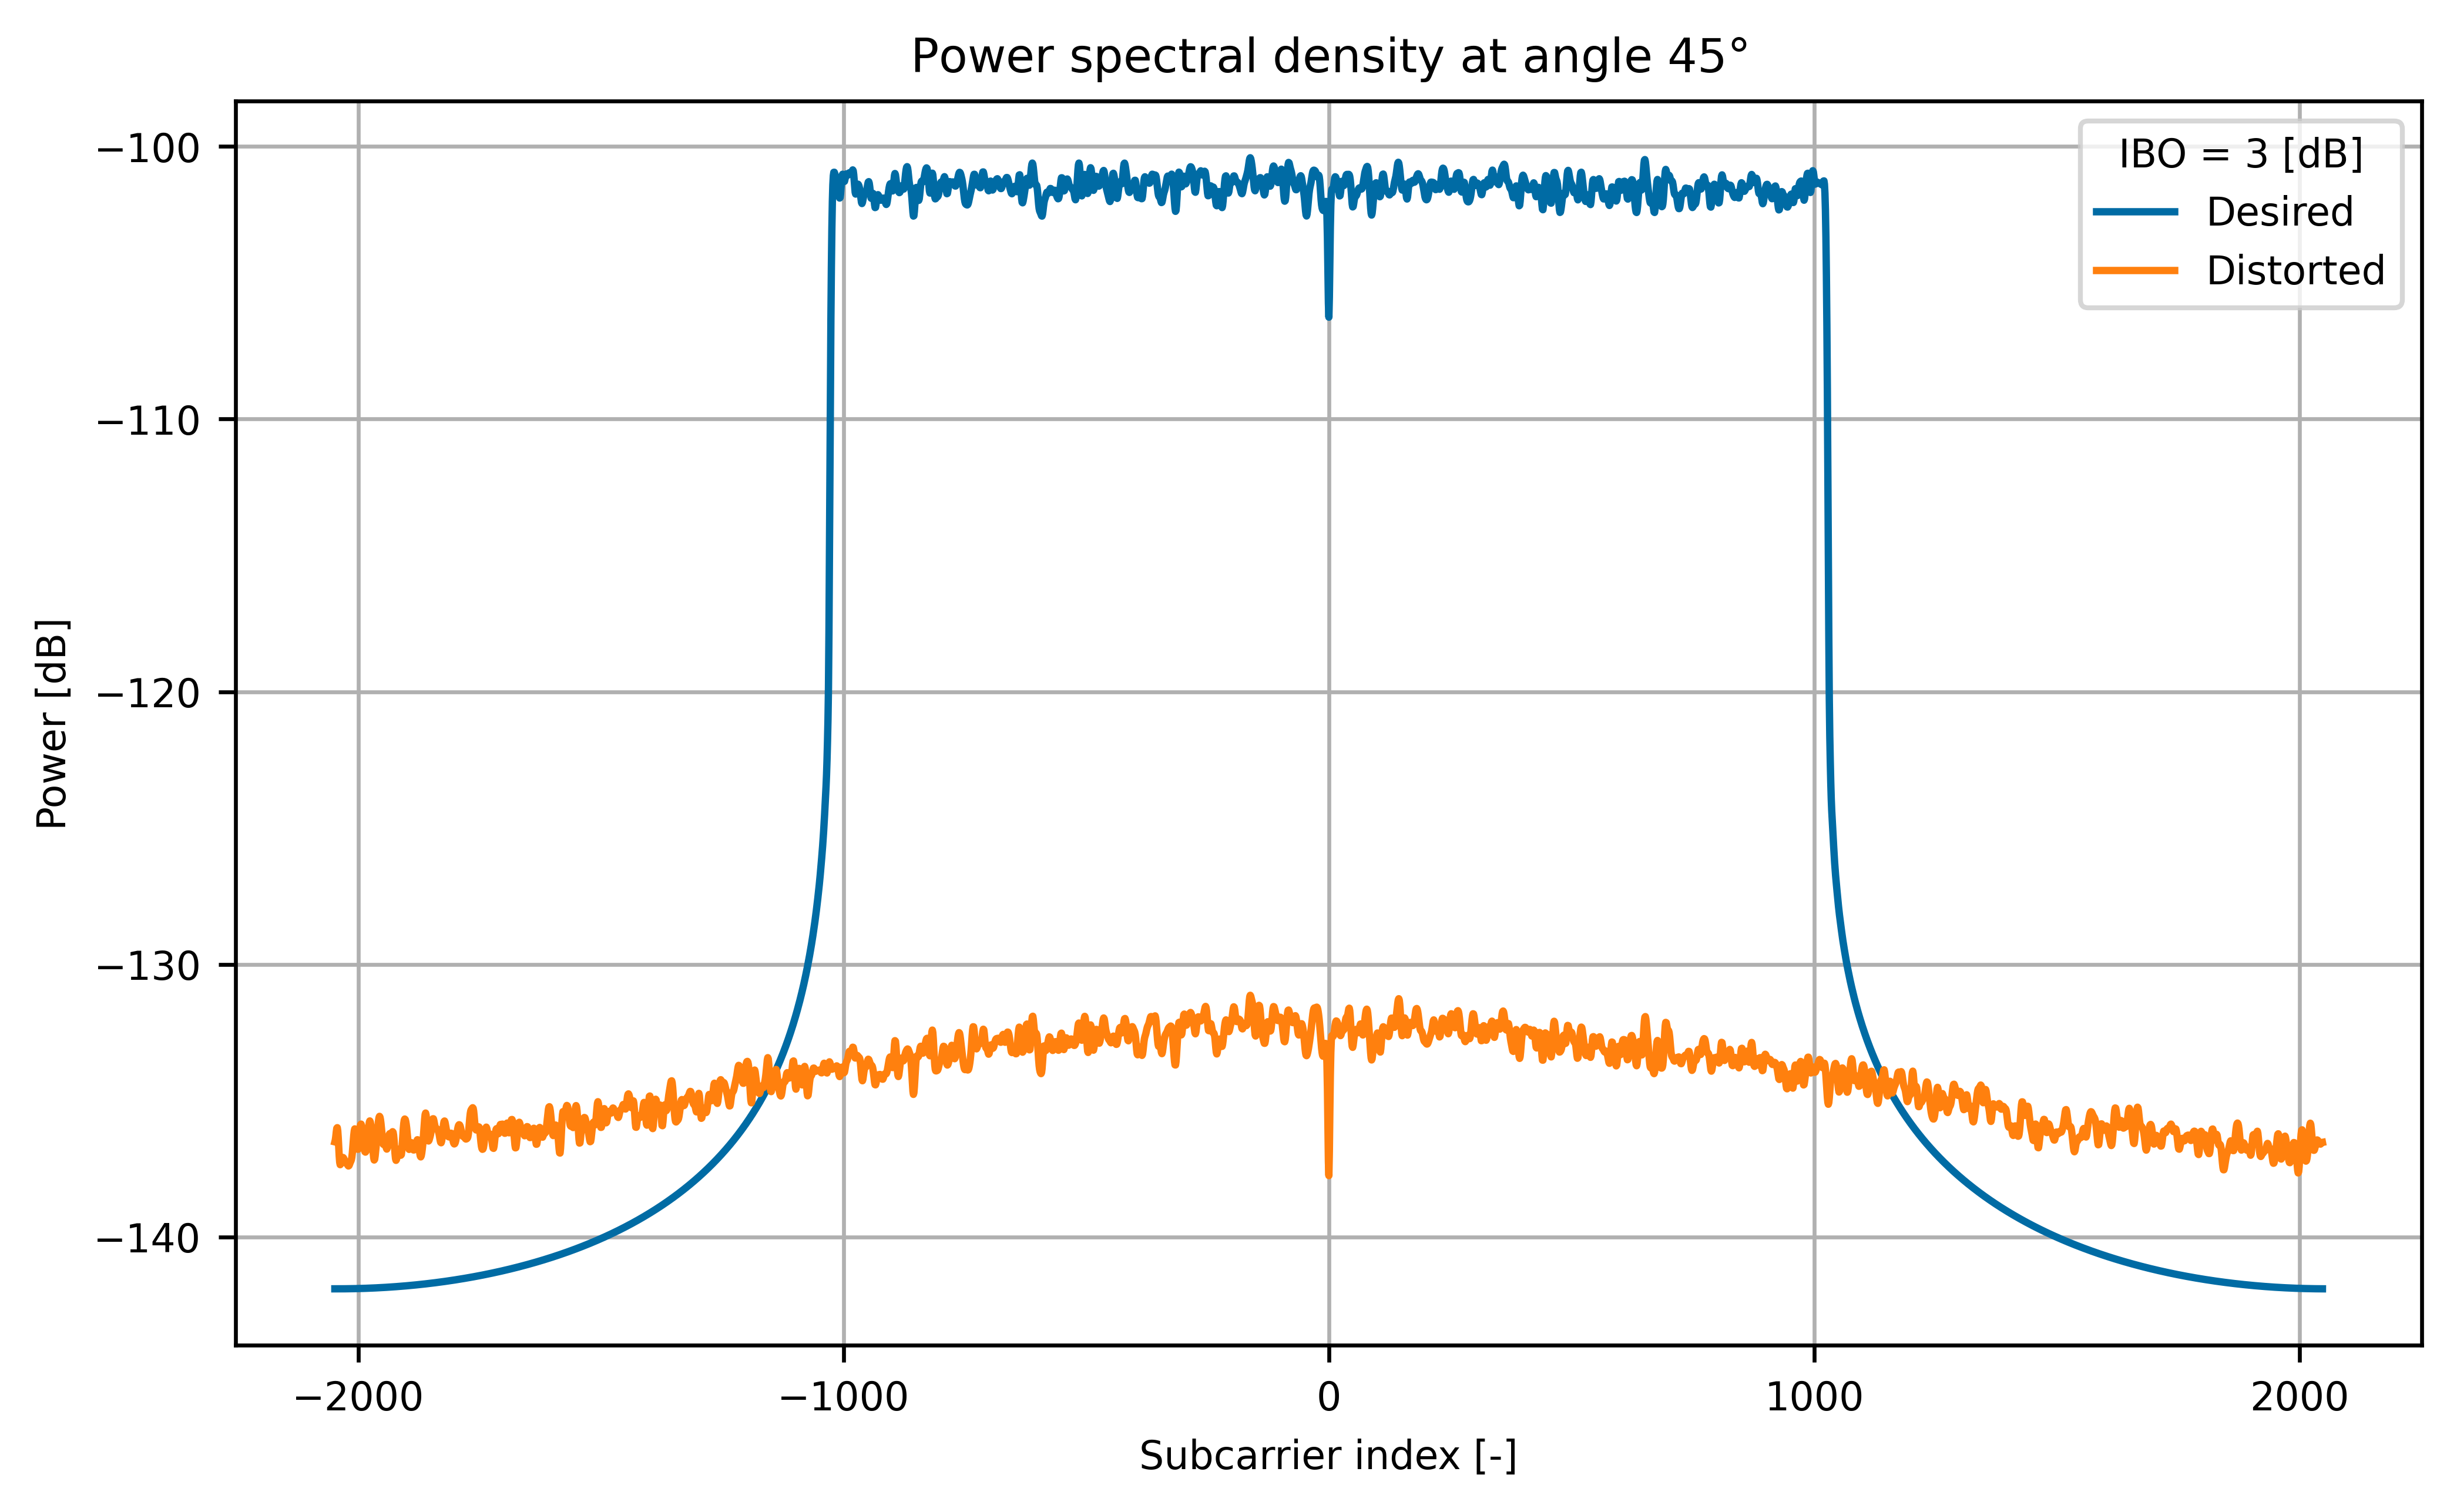 Power spectral density at angle 45°
IBO = 3 [dB]
Desired
Distorted
Power [dB]
−100
−110
−120
−130
−140
−2000
−1000
0
1000
2000
Subcarrier index [-]